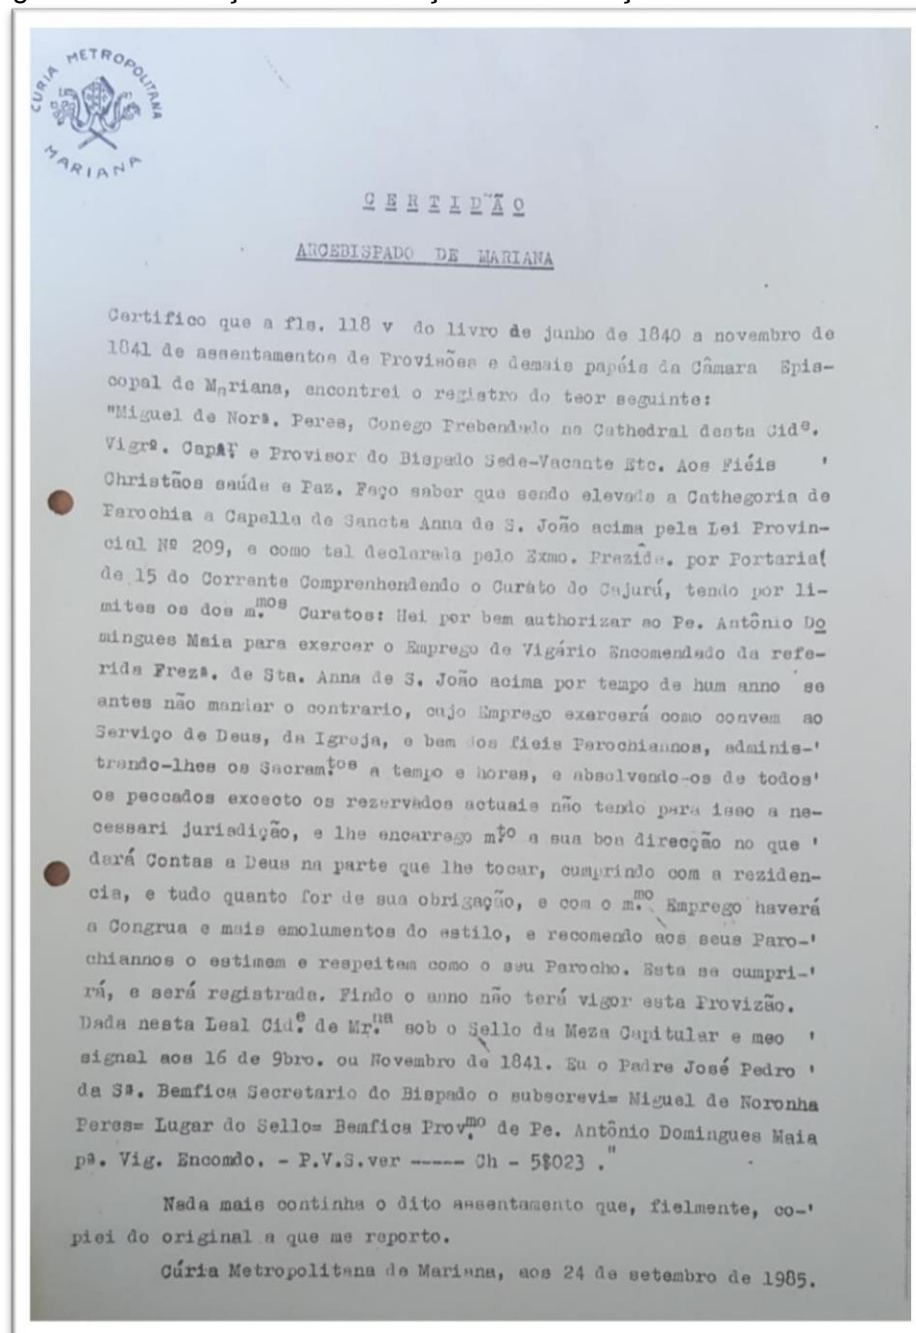 CURIA METROPOLITANA
MARIANA
CERTIDÃO
ARCEBISPADO DE MARIANA
Certifico que a fls. 118 v do livro de junho de 1840 a novembro de
1841 de assentamentos de Provisões e demais papéis da Câmara Epis-
copal de Mariana, encontrei o registro do teor seguinte:
"Miguel de Norª. Peres, Conego Prebendado na Cathedral desta Cidᵉ.
Vigrº. e Provisor do Bispado Sede-Vacante Etc. Aos Fiéis '
Christãos saúde e Paz. Faço saber que sendo elevada a Cathegoria de
Parochia a Capella de Sancta Anna de S. João acima pela Lei Provin-
cial Nº 209, e como tal declarada pelo Exmo. Prezide. por Portaria(
de 15 do Corrente Comprenhendendo o Curato do Cajurú, tendo por li-
mites os dos m.ᵐᵒˢ Curatos: Hei por bem authorizar ao Pe. Antônio Do
mingues Maia para exercer o Emprego de Vigário Encomendado da refe-
rida Frezª. de Sta. Anna de S. João acima por tempo de hum anno se
antes não mandar o contrario, cujo Emprego exercerá como convem ao
Serviço de Deus, da Igreja, e bem dos fieis Parochiannos, adminis-'
trando-lhes os Sacram.ᵗᵒˢ a tempo e hores, e absolvendo-os de todos'
os peccados excecto os rezervados actuais não tendo para isso a ne-
cessari jurisdição, e lhe encarrego m.ᵗᵒ a sua boa direcção no que '
dará Contas a Deus na parte que lhe tocar, cumprindo com a reziden-
cia, e tudo quanto for de sua obrigação, e com o m.ᵐᵒ Emprego haverá
a Congrua e mais emolumentos do estilo, e recomendo aos seus Paro-'
chiannos o estimem e respeitem como o seu Parocho. Esta se cumpri-'
rá, e será registrada. Findo o anno não terá vigor esta Provizão.
Dada nesta Leal Cid.ᵉ de Mr.ⁿᵃ sob o Sello da Meza Capitular e meo '
signal aos 16 de 9bro. ou Novembro de 1841. Eu o Padre José Pedro '
da Sª. Bemfica Secretario do Bispado o subscrevi= Miguel de Noronha
Peres= Lugar do Sello= Bemfica Prov.ᵐᵒ de Pe. Antônio Domingues Maia
pª. Vig. Encomdo. - P.V.S.ver ----- Ch - 5$023 ."
Nada mais continha o dito assentamento que, fielmente, co-'
piei do original a que me reporto.
Cúria Metropolitana de Mariana, aos 24 de setembro de 1985.